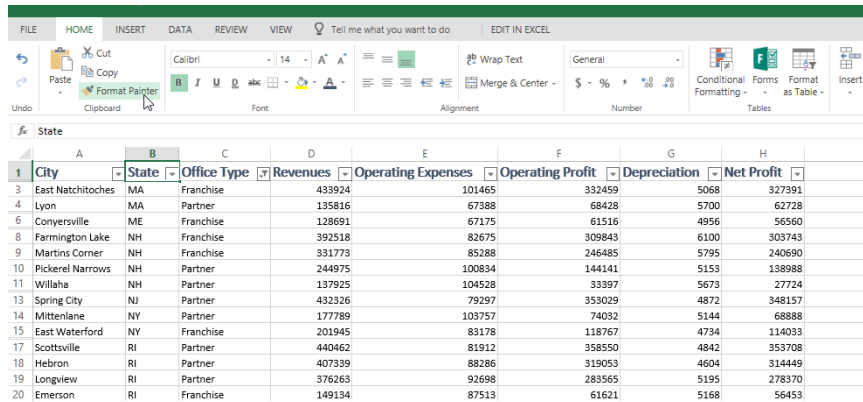 FILE HOME INSERT DATA REVIEW VIEW Tell me what you want to do EDIT IN EXCEL
Cut
Copy
Format Painter
Paste
Undo
Clipboard
Calibri 14 A A
B I U D abc A
Font
Wrap Text
Merge & Center
Alignment
General
$ % ,
Number
Conditional Formatting
Forms
Format as Table
Tables
Insert
fx State
A B C D E F G H
1 City State Office Type Revenues Operating Expenses Operating Profit Depreciation Net Profit
3 East Natchitoches MA Franchise 433924 101465 332459 5068 327391
4 Lyon MA Partner 135816 67388 68428 5700 62728
6 Conyersville ME Franchise 128691 67175 61516 4956 56560
8 Farmington Lake NH Franchise 392518 82675 309843 6100 303743
9 Martins Corner NH Franchise 331773 85288 246485 5795 240690
10 Pickerel Narrows NH Partner 244975 100834 144141 5153 138988
11 Willaha NH Partner 137925 104528 33397 5673 27724
13 Spring City NJ Partner 432326 79297 353029 4872 348157
14 Mittenlane NY Partner 177789 103757 74032 5144 68888
15 East Waterford NY Franchise 201945 83178 118767 4734 114033
17 Scottsville RI Partner 440462 81912 358550 4842 353708
18 Hebron RI Partner 407339 88286 319053 4604 314449
19 Longview RI Partner 376263 92698 283565 5195 278370
20 Emerson RI Franchise 149134 87513 61621 5168 56453